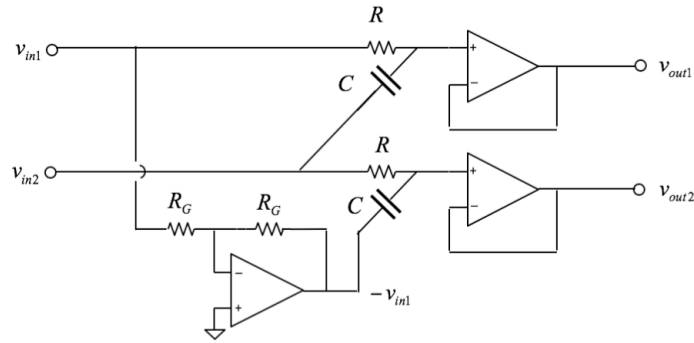 R
v_in1
+
−
v_out1
C
R
v_in2
+
−
v_out2
R_G
R_G
C
−
+
−v_in1